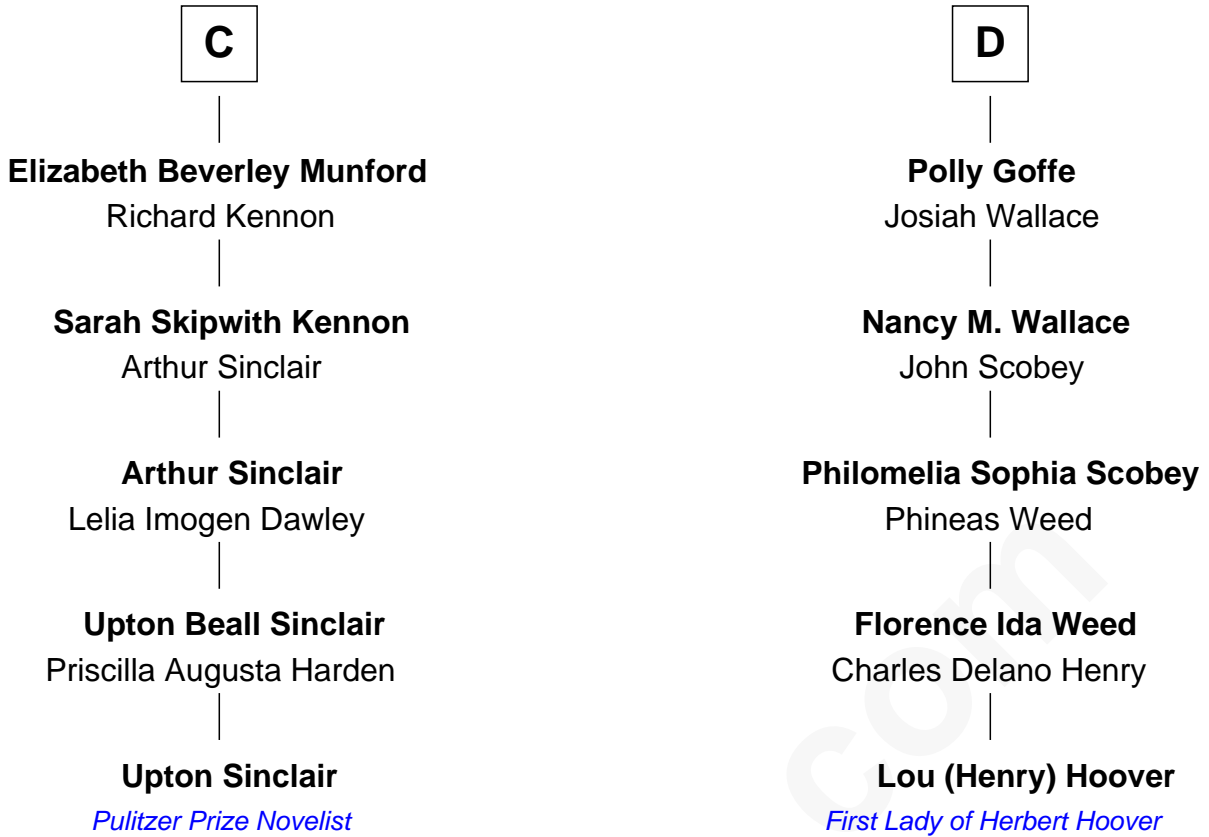 C
Elizabeth Beverley Munford
Richard Kennon
Sarah Skipwith Kennon
Arthur Sinclair
Arthur Sinclair
Lelia Imogen Dawley
Upton Beall Sinclair
Priscilla Augusta Harden
Upton Sinclair
Pulitzer Prize Novelist
D
Polly Goffe
Josiah Wallace
Nancy M. Wallace
John Scobey
Philomelia Sophia Scobey
Phineas Weed
Florence Ida Weed
Charles Delano Henry
Lou (Henry) Hoover
First Lady of Herbert Hoover
com